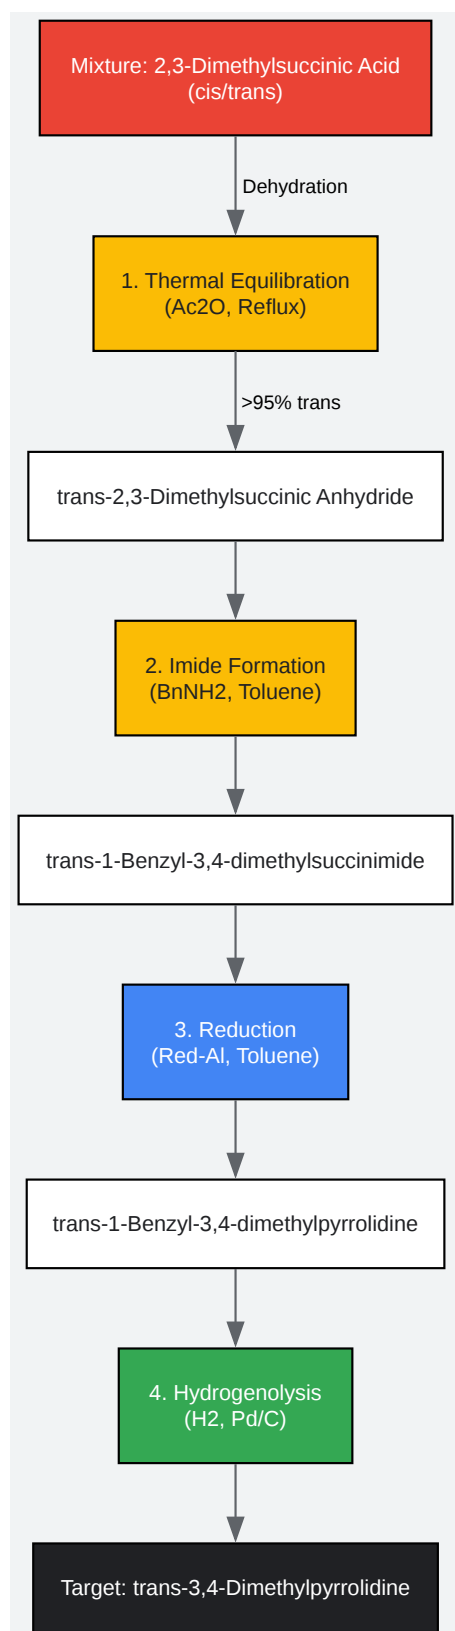 Mixture: 2,3-Dimethylsuccinic Acid
(cis/trans)
Dehydration
1. Thermal Equilibration
(Ac2O, Reflux)
>95% trans
trans-2,3-Dimethylsuccinic Anhydride
2. Imide Formation
(BnNH2, Toluene)
trans-1-Benzyl-3,4-dimethylsuccinimide
3. Reduction
(Red-Al, Toluene)
trans-1-Benzyl-3,4-dimethylpyrrolidine
4. Hydrogenolysis
(H2, Pd/C)
Target: trans-3,4-Dimethylpyrrolidine